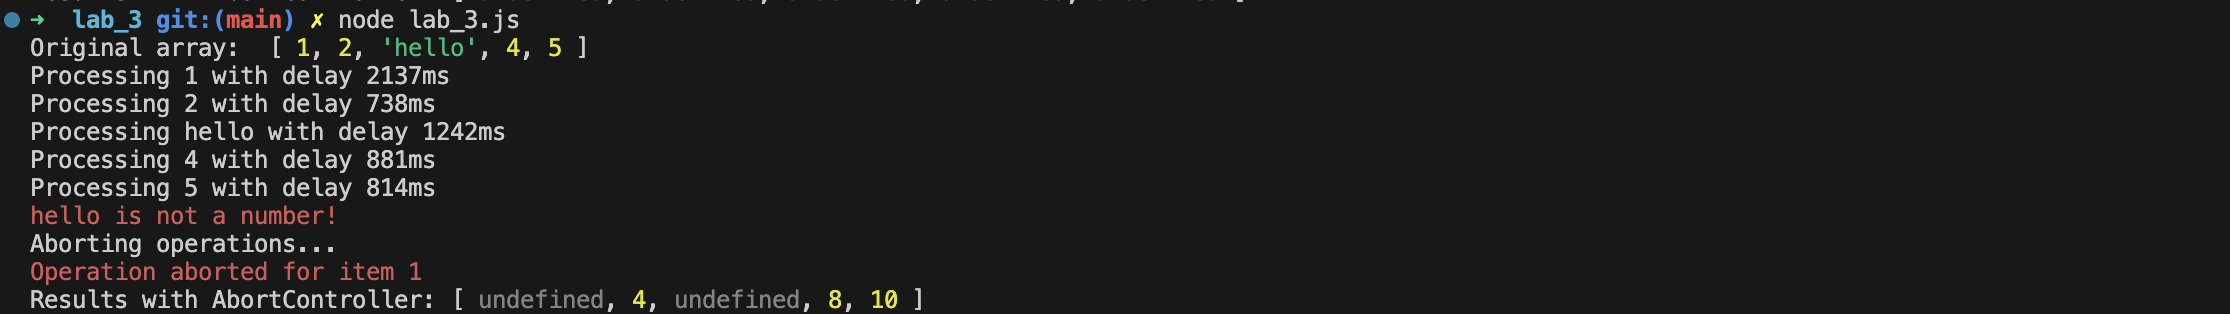 ➜  lab_3 git:(main) ✗ node lab_3.js
Original array:  [ 1, 2, 'hello', 4, 5 ]
Processing 1 with delay 2137ms
Processing 2 with delay 738ms
Processing hello with delay 1242ms
Processing 4 with delay 881ms
Processing 5 with delay 814ms
hello is not a number!
Aborting operations...
Operation aborted for item 1
Results with AbortController: [ undefined, 4, undefined, 8, 10 ]